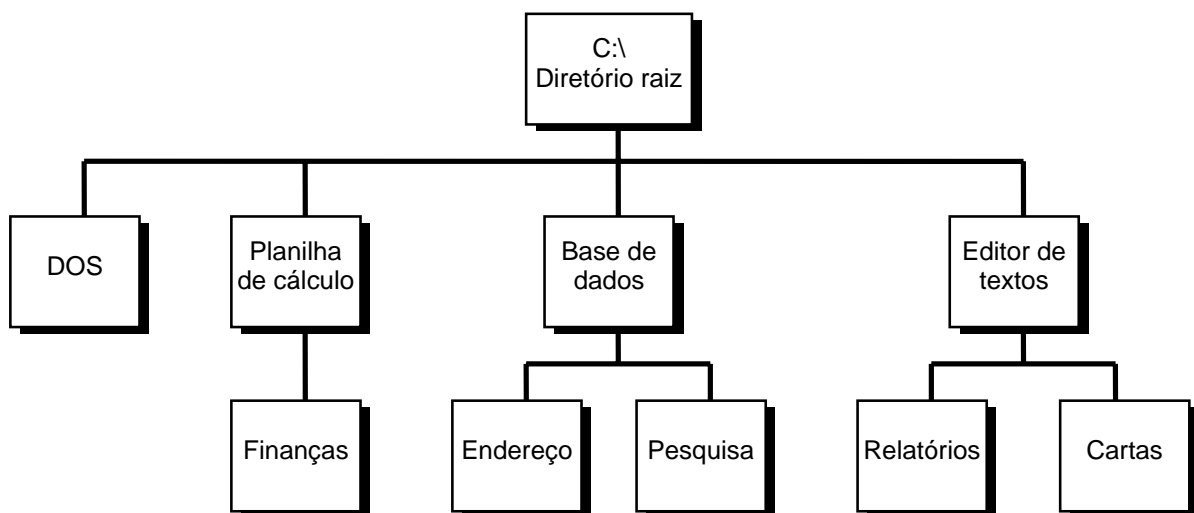 C:\
Diretório raiz
DOS
Planilha
de cálculo
Base de
dados
Editor de
textos
Finanças
Endereço
Pesquisa
Relatórios
Cartas